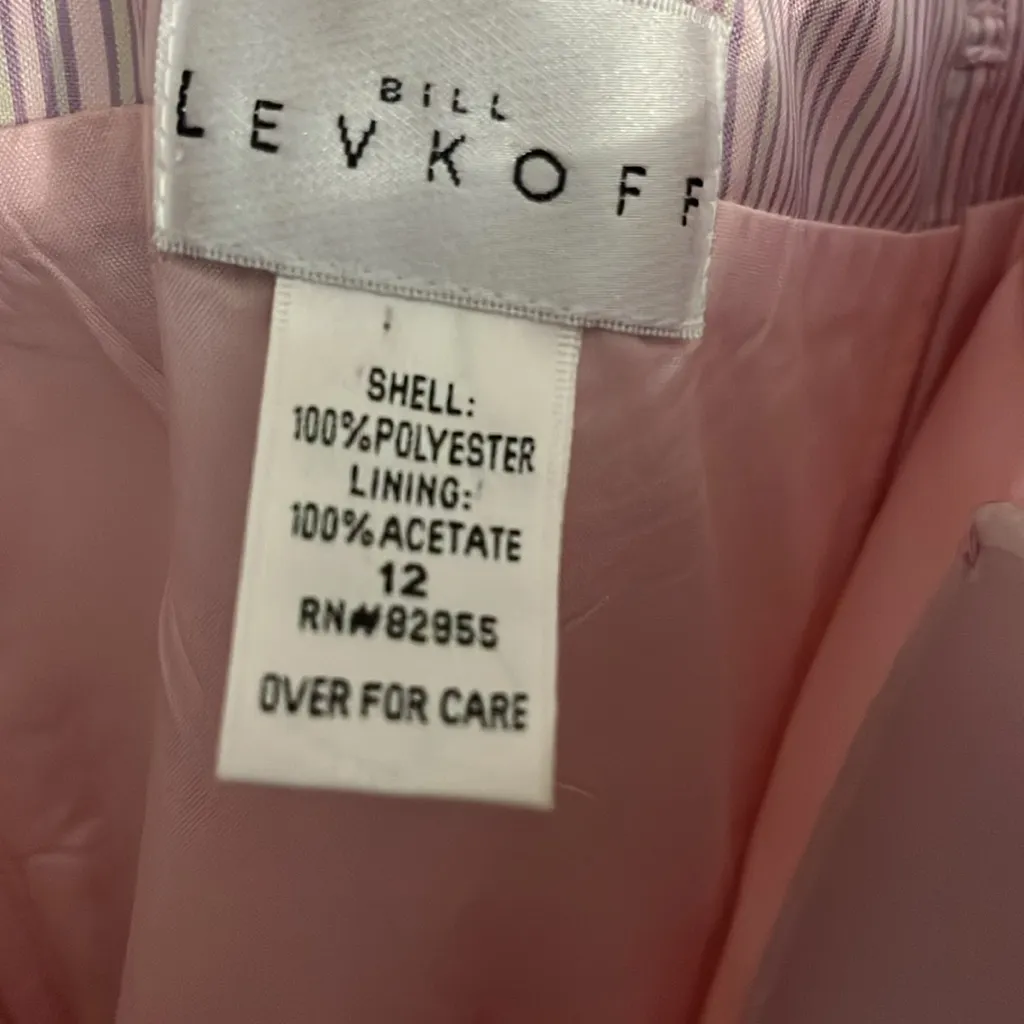 BILL
LEVKOFF
SHELL:
100%POLYESTER
LINING:
100%ACETATE
12
RN#82955
OVER FOR CARE